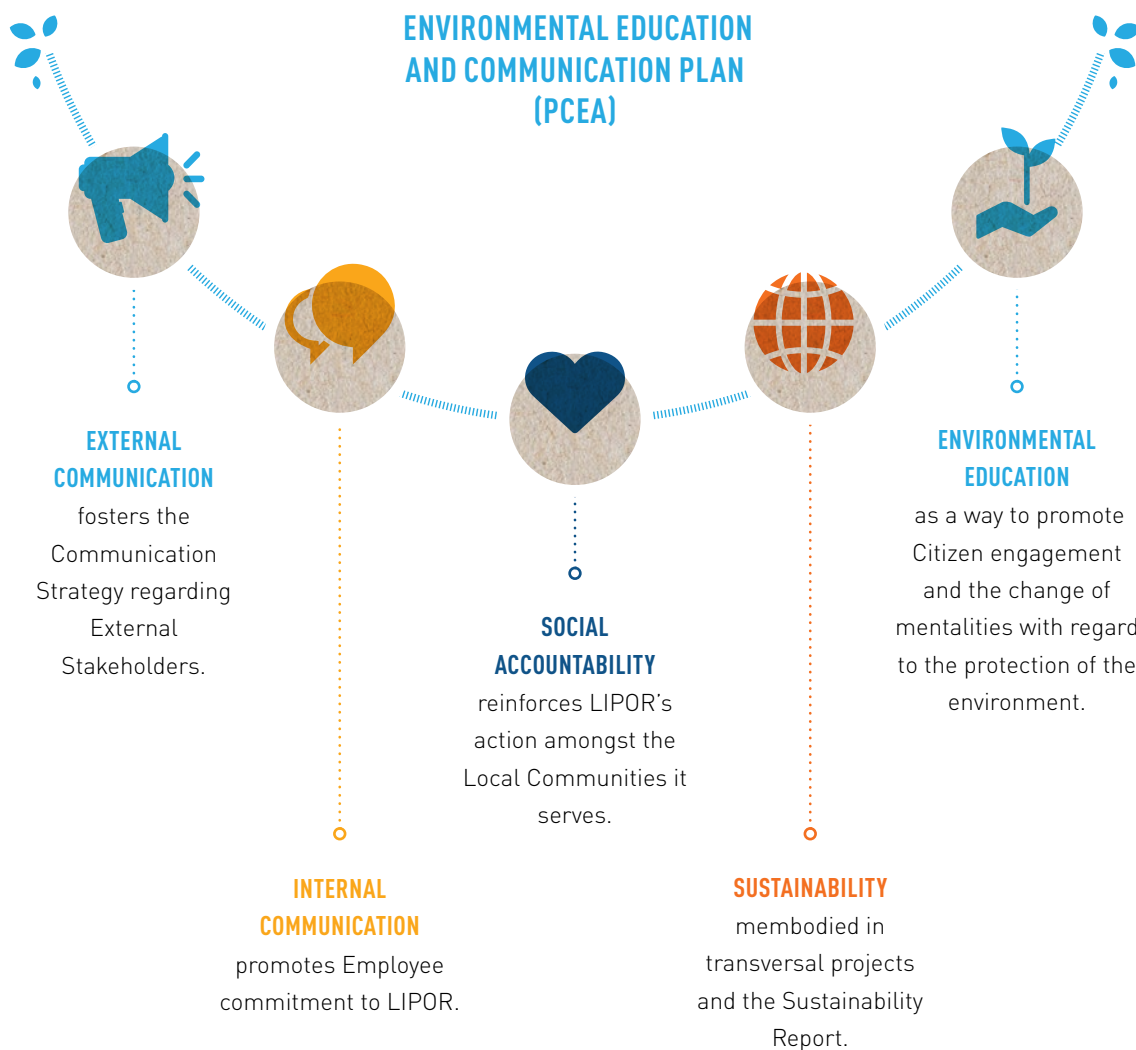 ENVIRONMENTAL EDUCATION
AND COMMUNICATION PLAN
(PCEA)
EXTERNAL
COMMUNICATION
fosters the
Communication
Strategy regarding
External
Stakeholders.
INTERNAL
COMMUNICATION
promotes Employee
commitment to LIPOR.
SOCIAL
ACCOUNTABILITY
reinforces LIPOR’s
action amongst the
Local Communities it
serves.
SUSTAINABILITY
membodied in
transversal projects
and the Sustainability
Report.
ENVIRONMENTAL
EDUCATION
as a way to promote
Citizen engagement
and the change of
mentalities with regard
to the protection of the
environment.